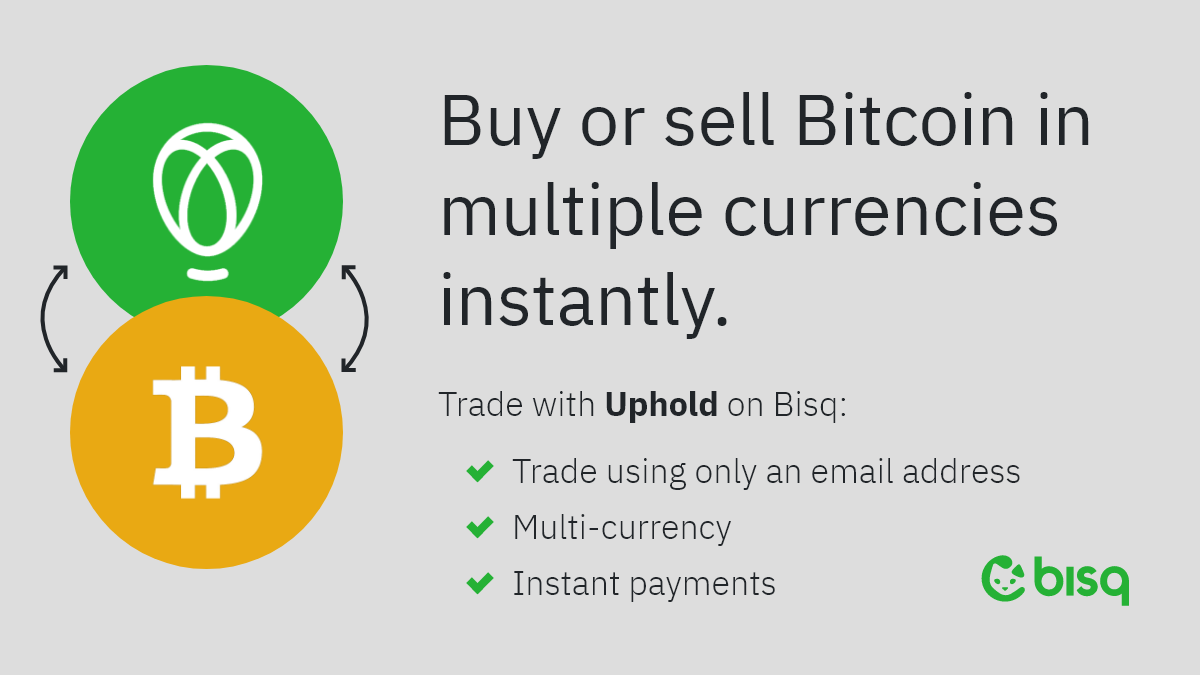 Buy or sell Bitcoin in
multiple currencies
instantly.
Trade with Uphold on Bisq:
Trade using only an email address
Multi-currency
Instant payments
bisq